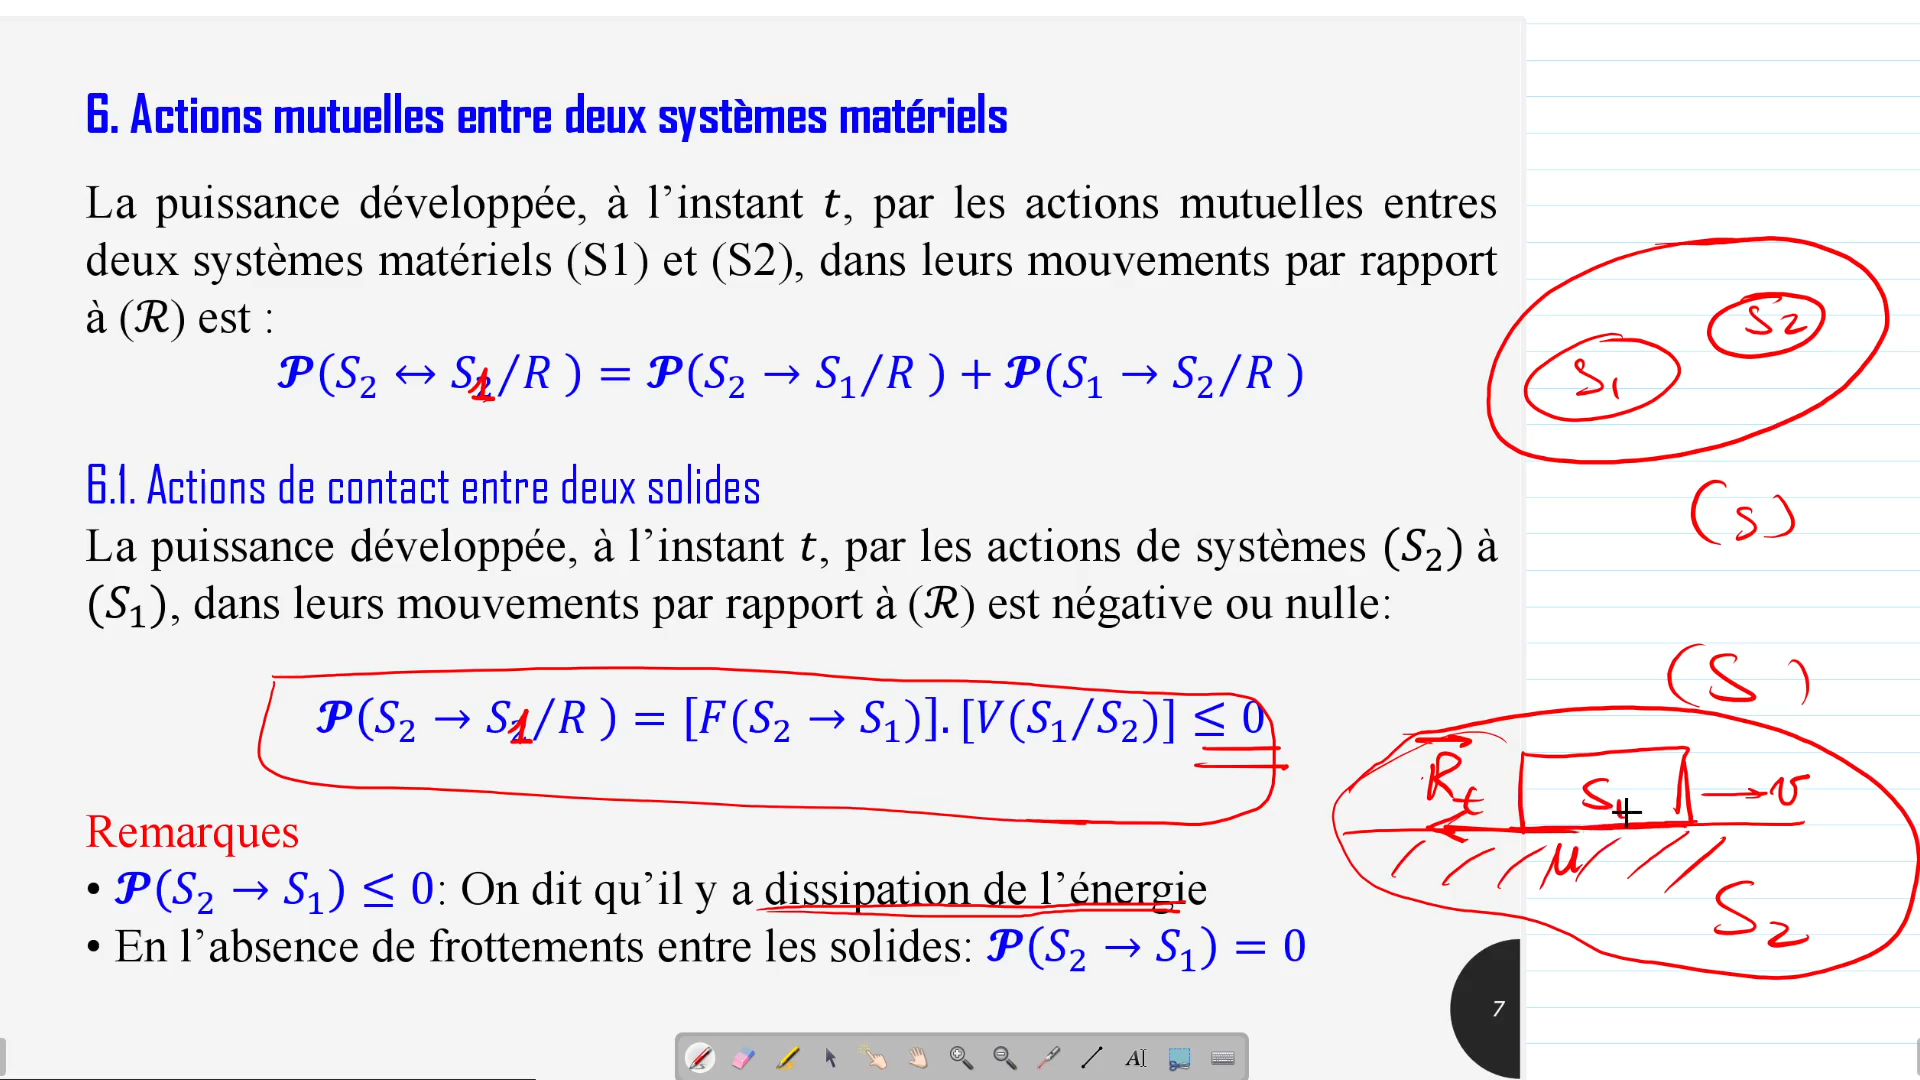 6. Actions mutuelles entre deux systèmes matériels
La puissance développée, à l’instant t, par les actions mutuelles entres
deux systèmes matériels (S1) et (S2), dans leurs mouvements par rapport
à (ℛ) est :
𝓟(S₂ ↔ S₁/R ) = 𝓟(S₂ → S₁/R ) + 𝓟(S₁ → S₂/R )
S1
S2
(S)
6.1. Actions de contact entre deux solides
La puissance développée, à l’instant t, par les actions de systèmes (S₂) à
(S₁), dans leurs mouvements par rapport à (ℛ) est négative ou nulle:
𝓟(S₂ → S₁/R ) = [F(S₂ → S₁)]. [V(S₁/S₂)] ≤ 0
(S)
Rt
S1
v
μ
S2
Remarques
• 𝓟(S₂ → S₁) ≤ 0: On dit qu’il y a dissipation de l’énergie
• En l’absence de frottements entre les solides: 𝓟(S₂ → S₁) = 0
7
AI